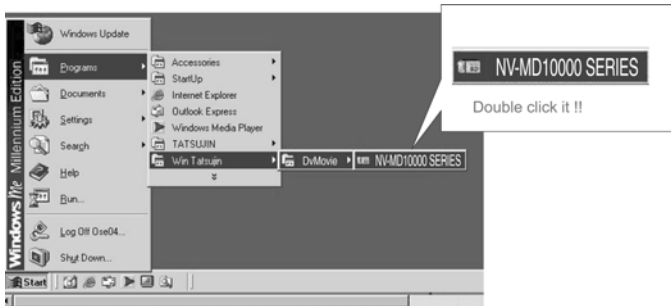 Windows Me Millennium Edition
Windows Update
Programs
Documents
Settings
Search
Help
Run...
Log Off Ose04...
Shut Down...
Start
Accessories
StartUp
Internet Explorer
Outlook Express
Windows Media Player
TATSUJIN
Win Tatsujin
DvMovie
NV-MD10000 SERIES
NV-MD10000 SERIES
Double click it !!